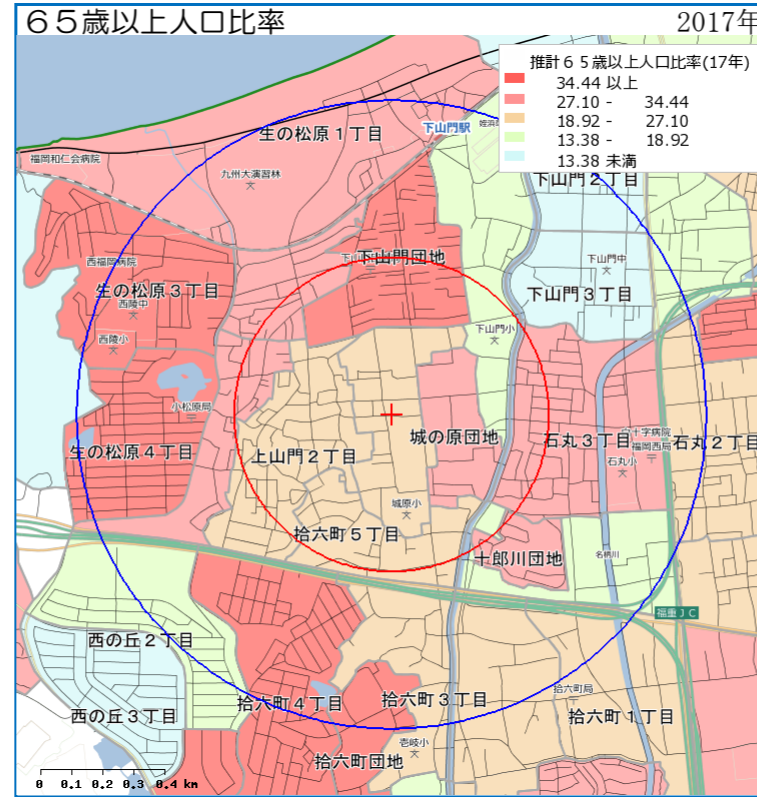 65歳以上人口比率
2017年
推計65歳以上人口比率(17年)
34.44 以上
27.10 - 34.44
18.92 - 27.10
13.38 - 18.92
13.38 未満
生の松原1丁目
下山門駅
福岡和仁会病院
九州大演習林
下山門2丁目
下山門団地
西福岡病院
下山門中
生の松原3丁目
下山門3丁目
西陵中
下山門小
西陵小
小松原局
城の原団地
石丸3丁目
石丸2丁目
福岡西局
生の松原4丁目
上山門2丁目
石丸小
城原小
拾六町5丁目
十郎川団地
名柄川
福重JC
西の丘2丁目
拾六町局
拾六町4丁目
拾六町3丁目
西の丘3丁目
拾六町1丁目
壱岐小
拾六町団地
0 0.1 0.2 0.3 0.4 km